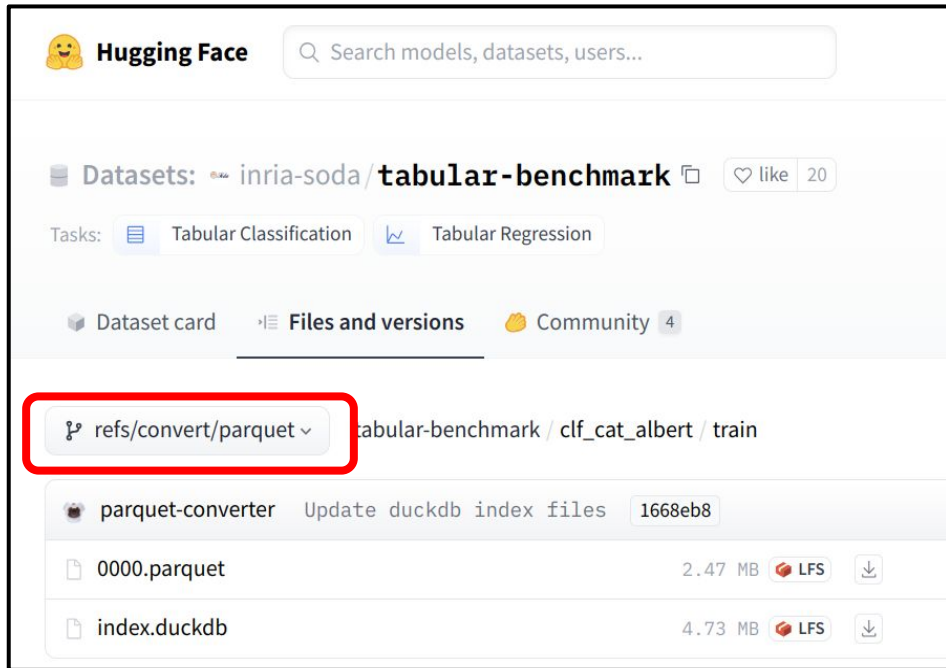 Hugging Face Search models, datasets, users...
Datasets: inria-soda/tabular-benchmark like 20
Tasks: Tabular Classification Tabular Regression
Dataset card Files and versions Community 4
refs/convert/parquet tabular-benchmark / clf_cat_albert / train
parquet-converter Update duckdb index files 1668eb8
0000.parquet 2.47 MB LFS
index.duckdb 4.73 MB LFS